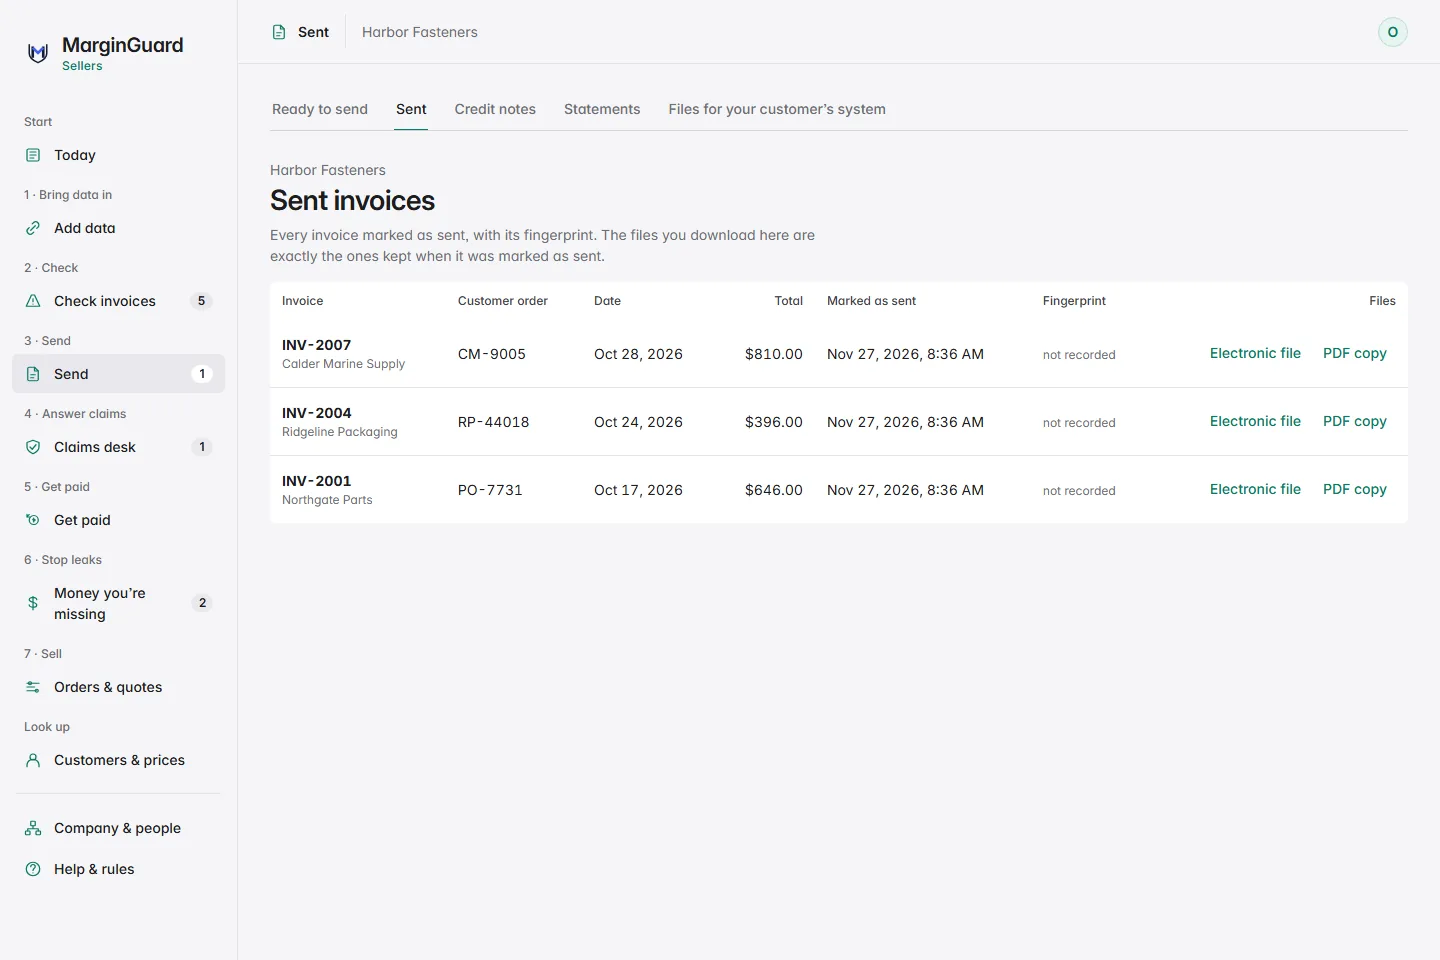 MarginGuard
Sellers
Start
Today
1 · Bring data in
Add data
2 · Check
Check invoices 5
3 · Send
Send 1
4 · Answer claims
Claims desk 1
5 · Get paid
Get paid
6 · Stop leaks
Money you're
missing 2
7 · Sell
Orders & quotes
Look up
Customers & prices
Company & people
Help & rules
Sent Harbor Fasteners O
Ready to send Sent Credit notes Statements Files for your customer's system
Harbor Fasteners
Sent invoices
Every invoice marked as sent, with its fingerprint. The files you download here are
exactly the ones kept when it was marked as sent.
Invoice Customer order Date Total Marked as sent Fingerprint Files
INV-2007
Calder Marine Supply
CM-9005 Oct 28, 2026 $810.00 Nov 27, 2026, 8:36 AM not recorded Electronic file PDF copy
INV-2004
Ridgeline Packaging
RP-44018 Oct 24, 2026 $396.00 Nov 27, 2026, 8:36 AM not recorded Electronic file PDF copy
INV-2001
Northgate Parts
PO-7731 Oct 17, 2026 $646.00 Nov 27, 2026, 8:36 AM not recorded Electronic file PDF copy